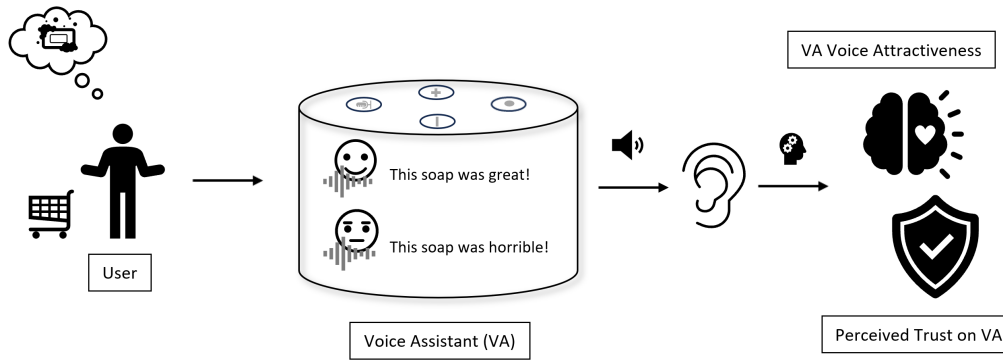 VA Voice Attractiveness
This soap was great!
This soap was horrible!
User
Voice Assistant (VA)
Perceived Trust on VA